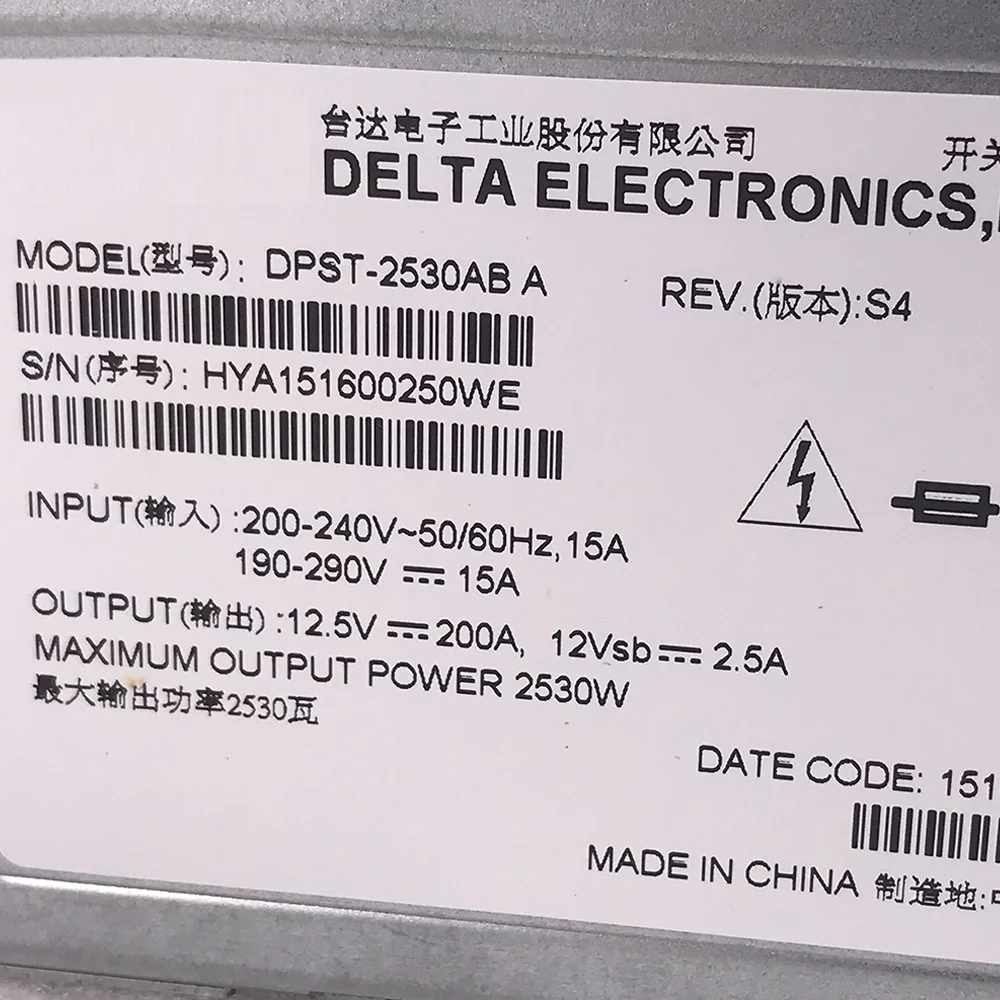 台达电子工业股份有限公司
开关
DELTA ELECTRONICS,
MODEL(型号): DPST-2530AB A
REV.(版本):S4
S/N(序号): HYA151600250WE
INPUT(輸入) :200-240V~50/60Hz,15A
190-290V ⎓ 15A
OUTPUT(輸出) :12.5V ⎓ 200A, 12Vsb ⎓ 2.5A
MAXIMUM OUTPUT POWER 2530W
最大输出功率2530瓦
DATE CODE: 151
MADE IN CHINA 制造地:中